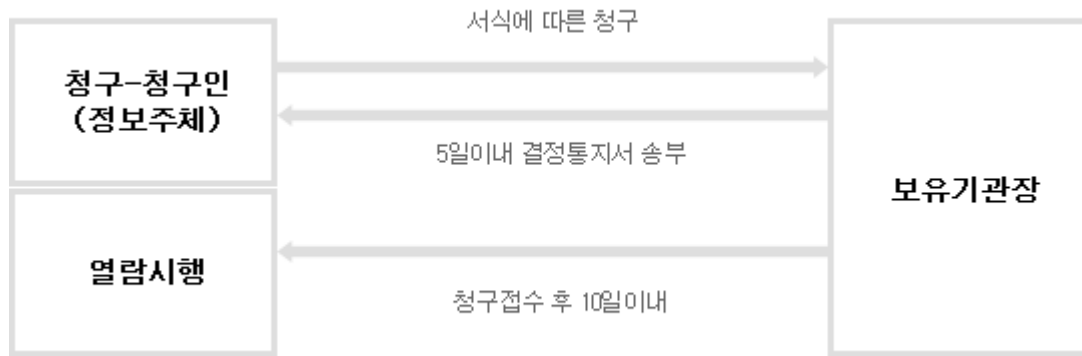 서식에 따른 청구
청구-청구인
(정보주체)
5일이내 결정통지서 송부
보유기관장
열람시행
청구접수 후 10일이내